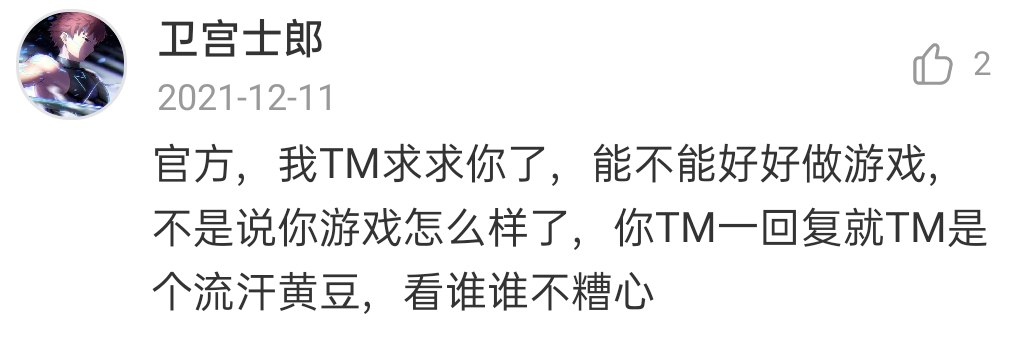 卫宫士郎
2
2021-12-11
官方，我TM求求你了，能不能好好做游戏，
不是说你游戏怎么样了，你TM一回复就TM是
个流汗黄豆，看谁谁不糟心